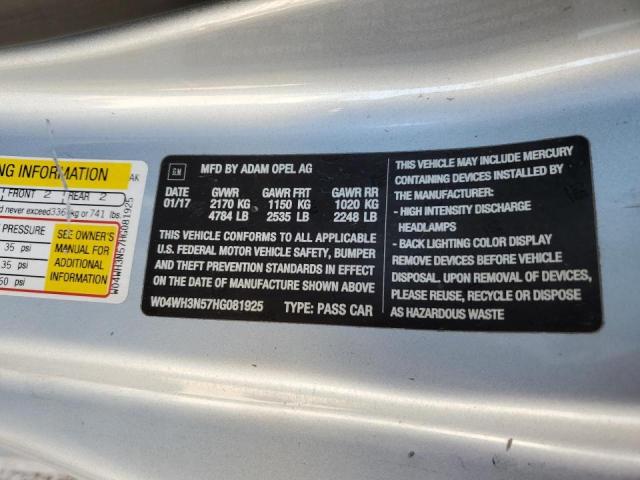 NG INFORMATION
FRONT 2 REAR 2
d never exceed 336 kg or 741 lbs.
PRESSURE
35 psi
35 psi
60 psi
SEE OWNER'S
MANUAL FOR
ADDITIONAL
INFORMATION
AK
W04WH3N57HG081925
GM
MFD BY ADAM OPEL AG
DATE GVWR GAWR FRT GAWR RR
01/17 2170 KG 1150 KG 1020 KG
4784 LB 2535 LB 2248 LB
THIS VEHICLE CONFORMS TO ALL APPLICABLE
U.S. FEDERAL MOTOR VEHICLE SAFETY, BUMPER
AND THEFT PREVENTION STANDARDS IN EFFECT
ON THE DATE OF MANUFACTURE SHOWN ABOVE
W04WH3N57HG081925 TYPE: PASS CAR
THIS VEHICLE MAY INCLUDE MERCURY
CONTAINING DEVICES INSTALLED BY
THE MANUFACTURER:
- HIGH INTENSITY DISCHARGE
HEADLAMPS
- BACK LIGHTING COLOR DISPLAY
REMOVE DEVICES BEFORE VEHICLE
DISPOSAL. UPON REMOVAL OF DEVICES,
PLEASE REUSE, RECYCLE OR DISPOSE
AS HAZARDOUS WASTE